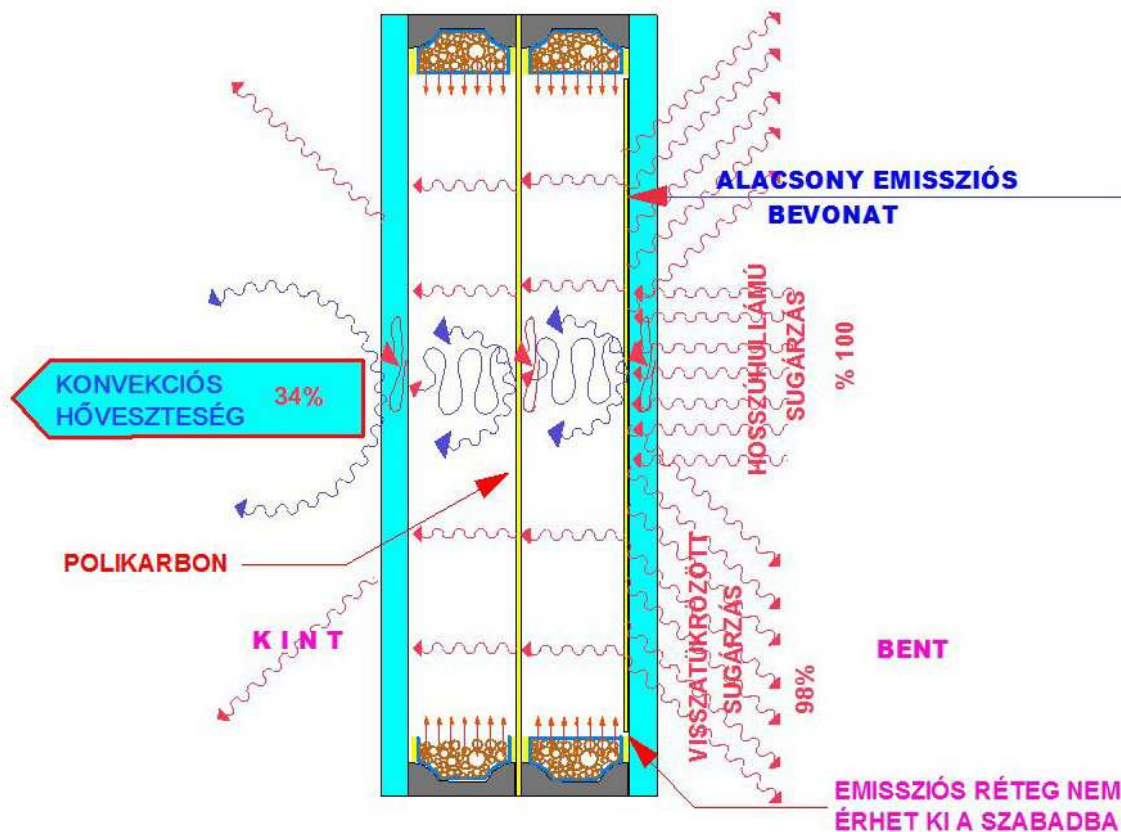 ALACSONY EMISSZIÓS
BEVONAT
HOSSZÚHULLÁMÚ
SUGÁRZÁS
% 100
KONVEKCIÓS
HŐVESZTESÉG
34%
POLIKARBON
K I N T
BENT
VISSZATÜKRÖZÖTT
SUGÁRZÁS
98%
EMISSZIÓS RÉTEG NEM
ÉRHET KI A SZABADBA